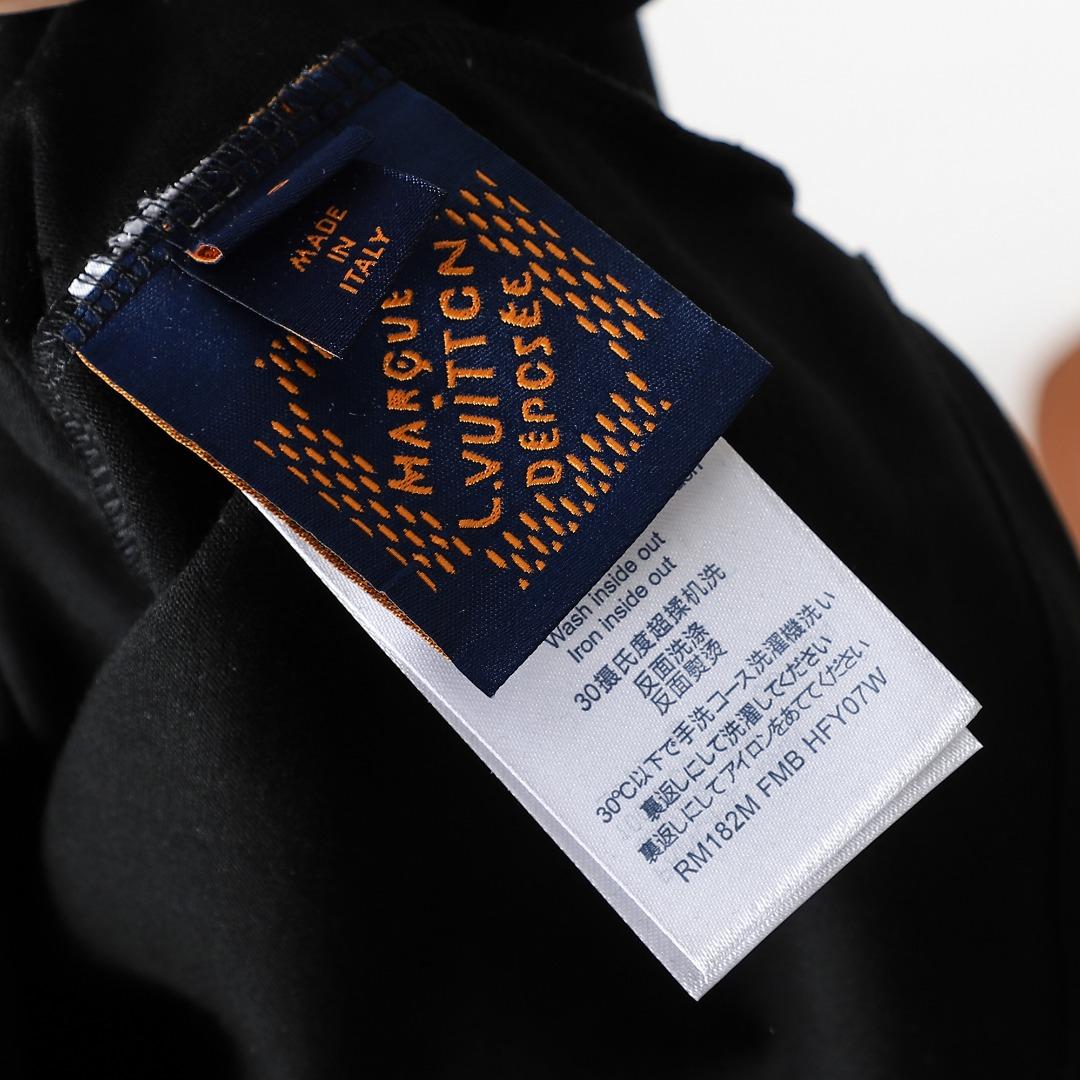 MADE
IN
ITALY
MARQUE
L.VUITTON
DEPOSÉE
Wash inside out
Iron inside out
30摄氏度超揉机洗
反面洗涤
反面熨烫
30℃以下で手洗コース洗濯機洗い
裏返しにして洗濯してください
裏返しにしてアイロンをあててください
RM182M FMB HFY07W